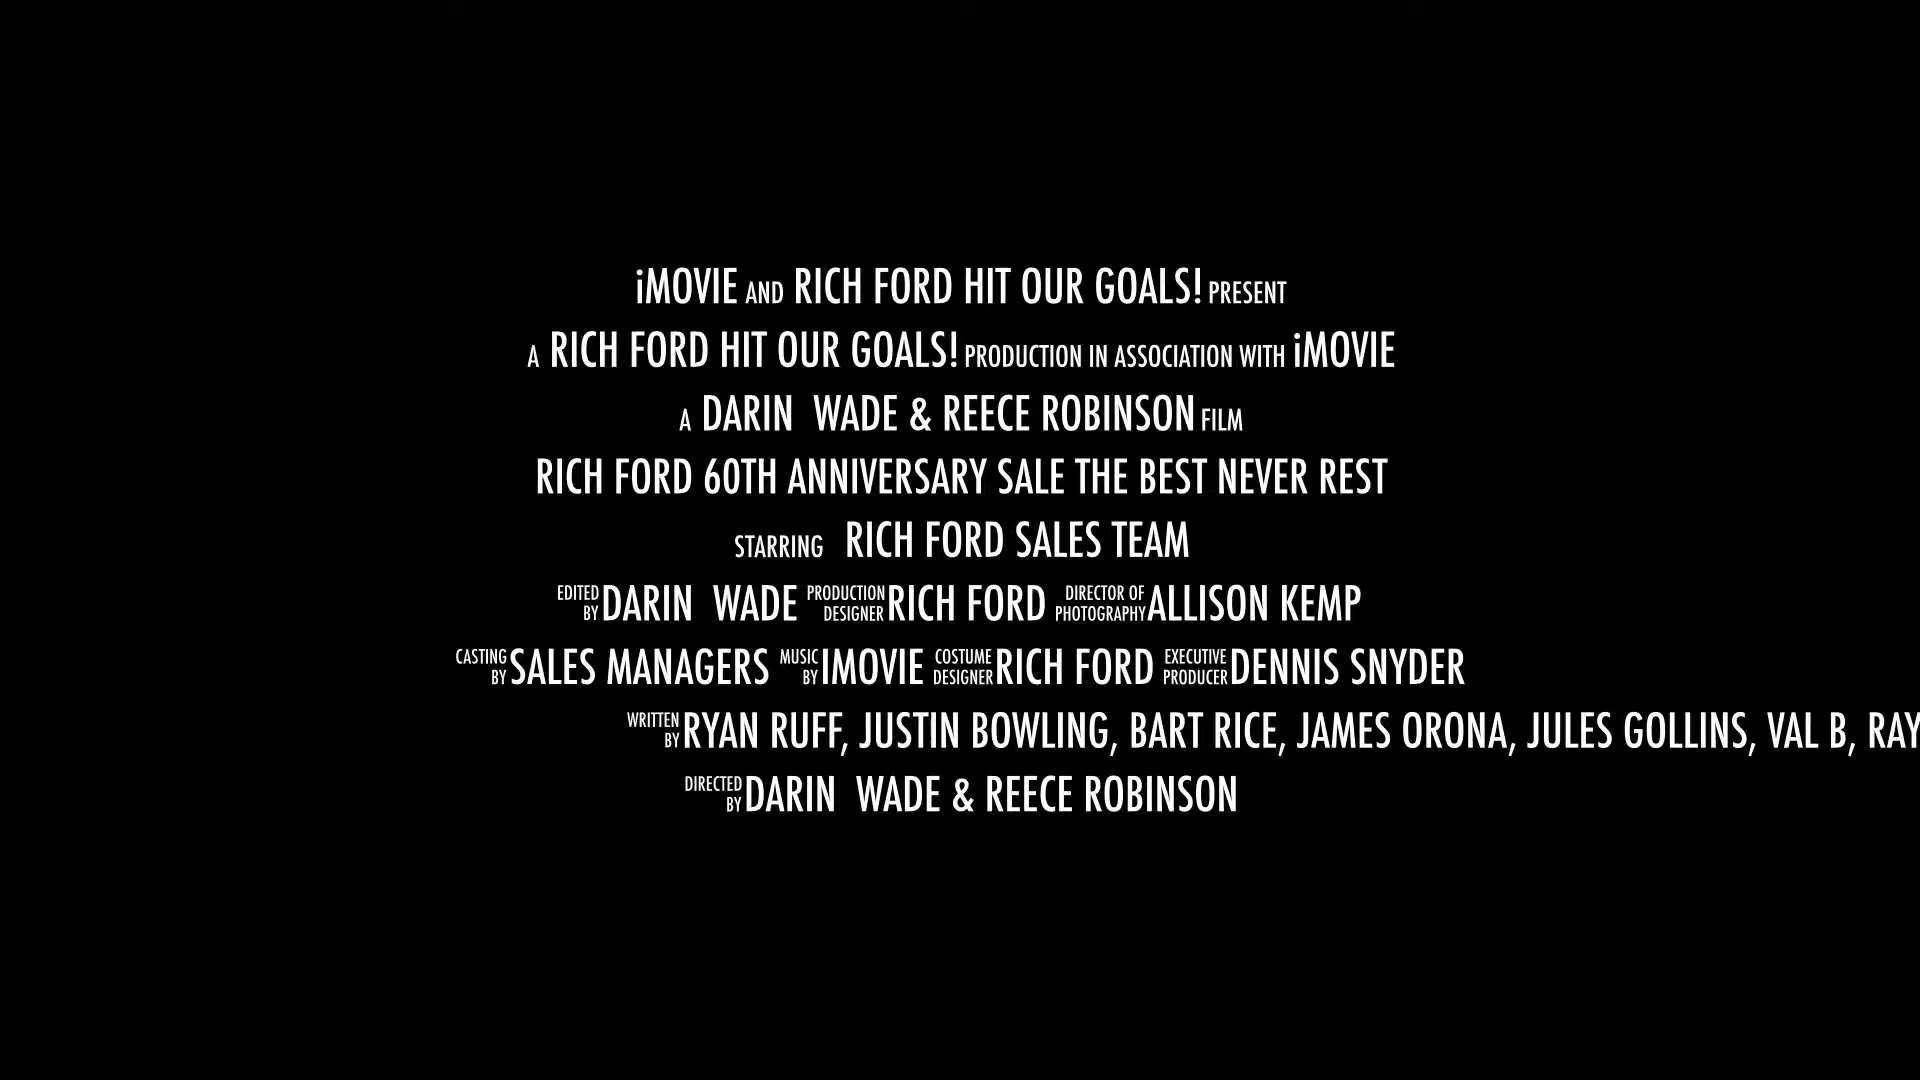 iMOVIE AND RICH FORD HIT OUR GOALS! PRESENT
A RICH FORD HIT OUR GOALS! PRODUCTION IN ASSOCIATION WITH iMOVIE
A DARIN  WADE & REECE ROBINSON FILM
RICH FORD 60TH ANNIVERSARY SALE THE BEST NEVER REST
STARRING  RICH FORD SALES TEAM
EDITED BY DARIN  WADE PRODUCTION DESIGNER RICH FORD DIRECTOR OF PHOTOGRAPHY ALLISON KEMP
CASTING BY SALES MANAGERS MUSIC BY IMOVIE COSTUME DESIGNER RICH FORD EXECUTIVE PRODUCER DENNIS SNYDER
WRITTEN BY RYAN RUFF, JUSTIN BOWLING, BART RICE, JAMES ORONA, JULES GOLLINS, VAL B, RAY
DIRECTED BY DARIN  WADE & REECE ROBINSON